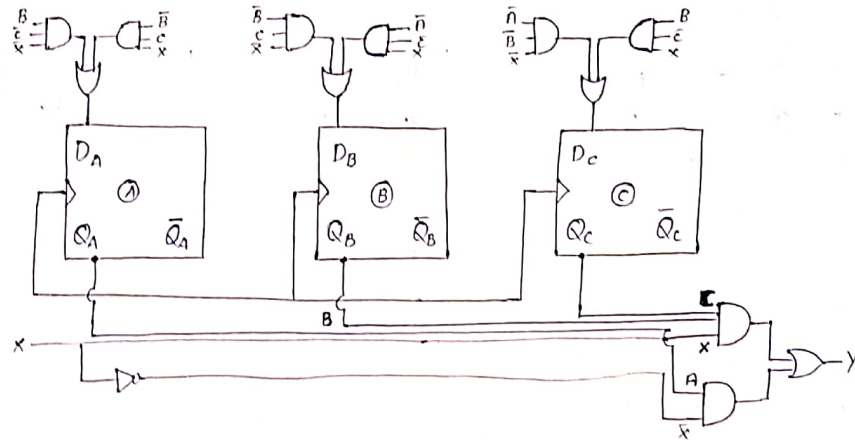 B B̅ B̅ n̅ n̅ B
c̅ c c c̅ B̅ c̅
x̅ x x̅ x x̅ x
D_A D_B D_C
A B C
Q_A Q̅_A Q_B Q̅_B Q_C Q̅_C
C
B
X X Y
A
x̅